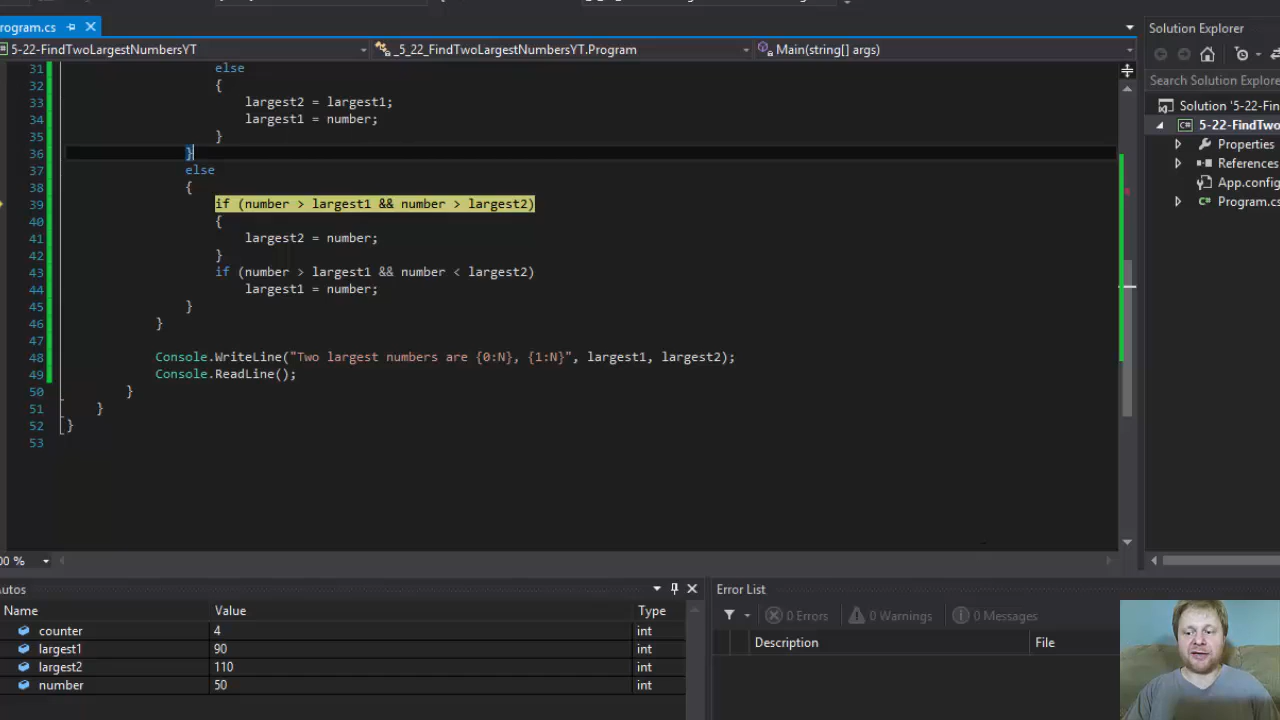 rogram.cs
Solution Explorer
5-22-FindTwoLargestNumbersYT
_5_22_FindTwoLargestNumbersYT.Program
Main(string[] args)
Search Solution Explorer
31 else
32 {
33 largest2 = largest1;
34 largest1 = number;
35 }
36 }
37 else
38 {
39 if (number > largest1 && number > largest2)
40 {
41 largest2 = number;
42 }
43 if (number > largest1 && number < largest2)
44 largest1 = number;
45 }
46 }
47
48 Console.WriteLine("Two largest numbers are {0:N}, {1:N}", largest1, largest2);
49 Console.ReadLine();
50 }
51 }
52 }
53
Solution '5-22-Fin
5-22-FindTwo
Properties
References
App.config
Program.cs
00 %
Autos
Name Value Type
counter 4 int
largest1 90 int
largest2 110 int
number 50 int
Error List
0 Errors 0 Warnings 0 Messages
Description File